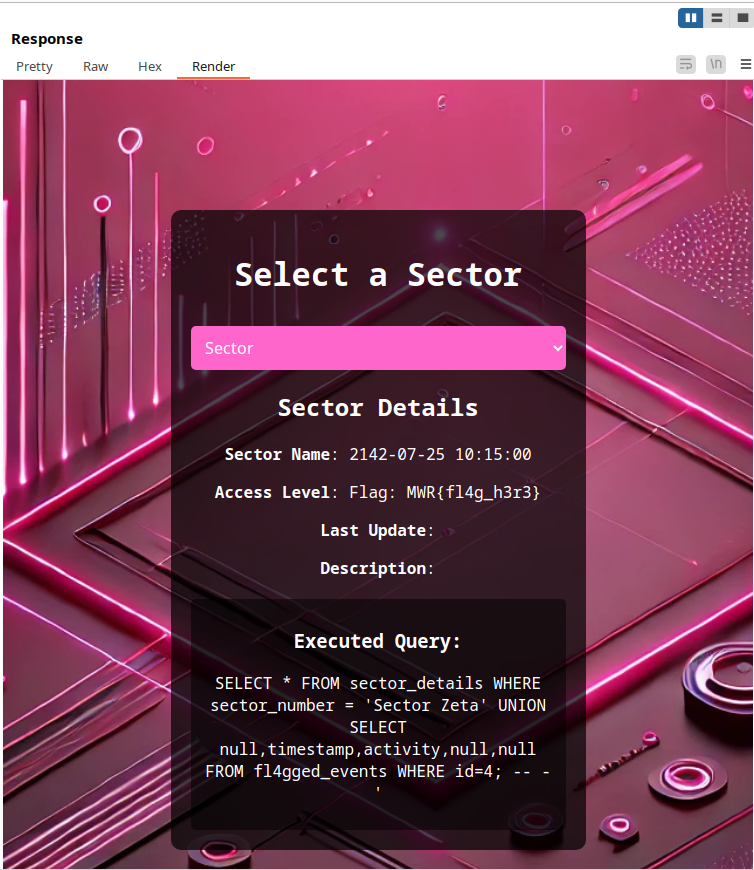 Response
Pretty Raw Hex Render
\n
Select a Sector
Sector
Sector Details
Sector Name: 2142-07-25 10:15:00
Access Level: Flag: MWR{fl4g_h3r3}
Last Update:
Description:
Executed Query:
SELECT * FROM sector_details WHERE
sector_number = 'Sector Zeta' UNION
SELECT
null,timestamp,activity,null,null
FROM fl4gged_events WHERE id=4; -- -
'